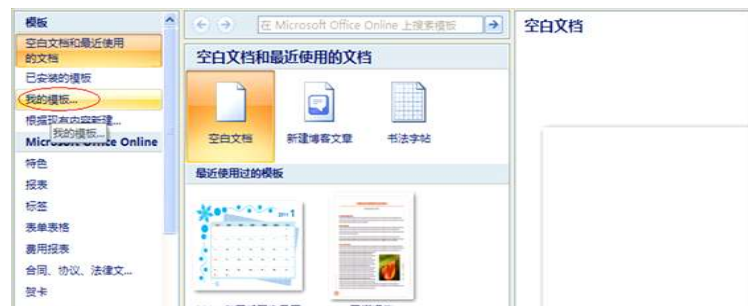 模板
空白文档和最近使用
的文档
已安装的模板
我的模板...
根据现有内容新建...
我的模板...
Microsoft Office Online
特色
报表
标签
表单表格
费用报表
合同、协议、法律文...
贺卡
在 Microsoft Office Online 上搜索模板
空白文档和最近使用的文档
空白文档
新建博客文章
书法字帖
最近使用过的模板
空白文档